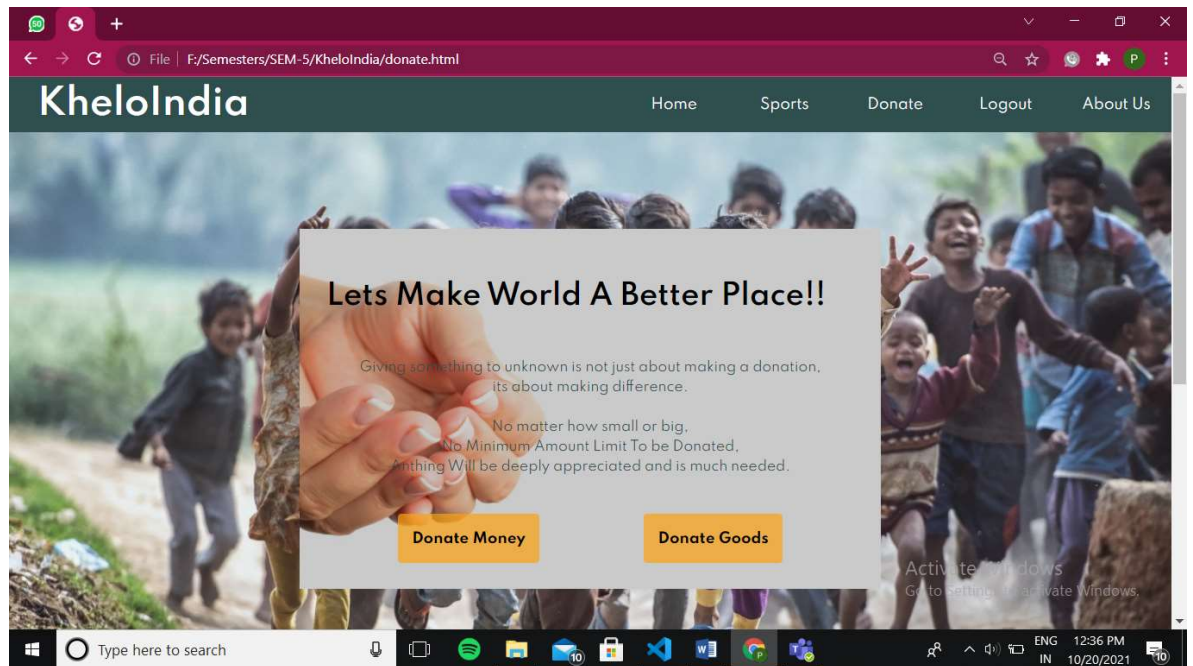 50
File F:/Semesters/SEM-5/KheloIndia/donate.html
P
KheloIndia
Home Sports Donate Logout About Us
Lets Make World A Better Place!!
Giving something to unknown is not just about making a donation,
its about making difference.
No matter how small or big,
No Minimum Amount Limit To be Donated,
Anthing Will be deeply appreciated and is much needed.
Donate Money Donate Goods
Activate Windows
Go to Settings to activate Windows.
Type here to search
10
ENG 12:36 PM
IN 10/20/2021
10